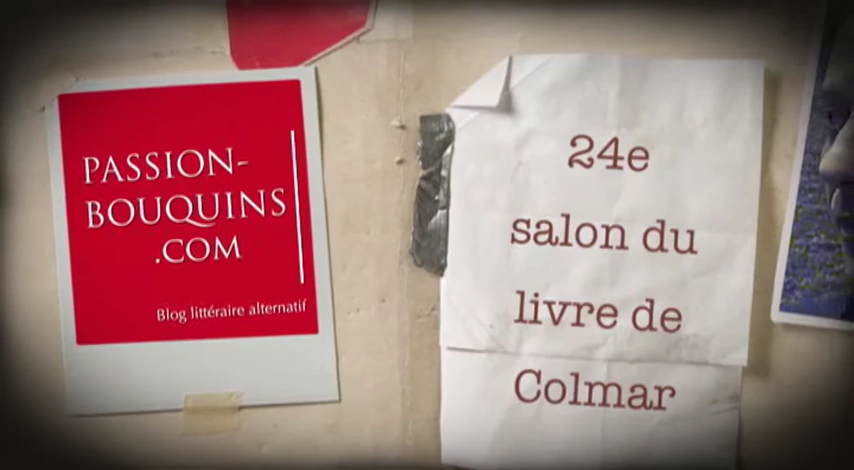 PASSION-
BOUQUINS
.COM
Blog littéraire alternatif
24e
salon du
livre de
Colmar